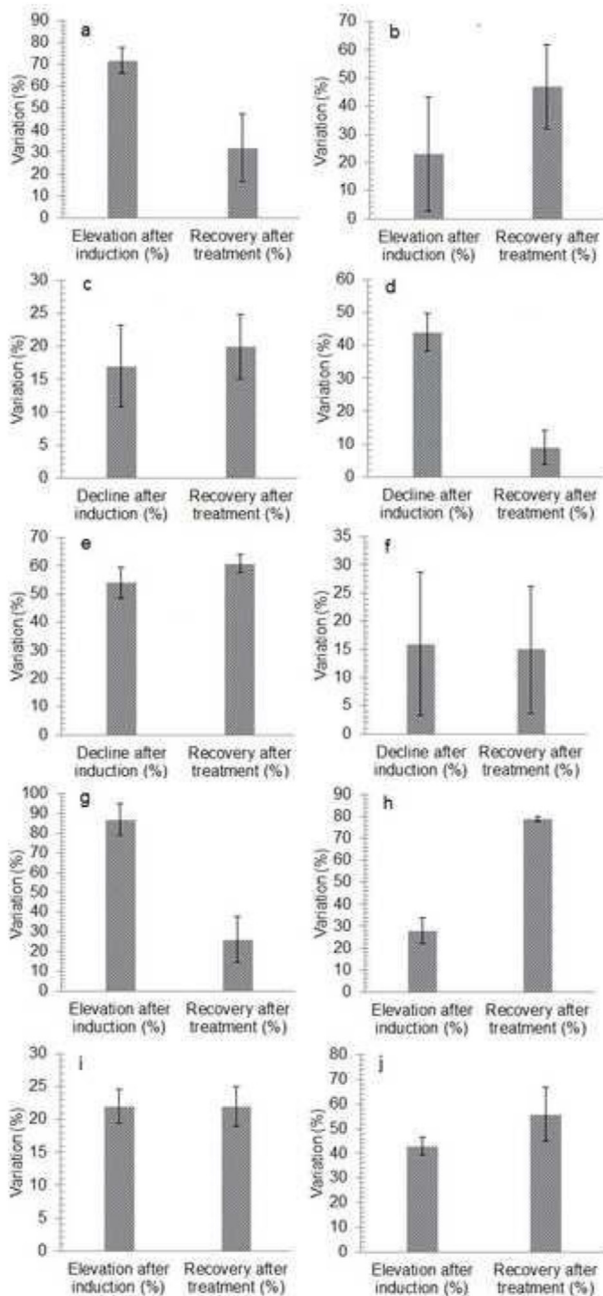 a
Variation (%)
90
80
70
60
50
40
30
20
10
0
Elevation after
induction (%)
Recovery after
treatment (%)
b
Variation (%)
70
60
50
40
30
20
10
0
Elevation after
induction (%)
Recovery after
treatment (%)
c
Variation (%)
30
25
20
15
10
5
0
Decline after
induction (%)
Recovery after
treatment (%)
d
Variation (%)
60
50
40
30
20
10
0
Decline after
induction (%)
Recovery after
treatment (%)
e
Variation (%)
70
60
50
40
30
20
10
0
Decline after
induction (%)
Recovery after
treatment (%)
f
Variation (%)
35
30
25
20
15
10
5
0
Decline after
induction (%)
Recovery after
treatment (%)
g
Variation (%)
100
90
80
70
60
50
40
30
20
10
0
Elevation after
induction (%)
Recovery after
treatment (%)
h
Variation (%)
90
80
70
60
50
40
30
20
10
0
Elevation after
induction (%)
Recovery after
treatment (%)
i
Variation (%)
30
25
20
15
10
5
0
Elevation after
induction (%)
Recovery after
treatment (%)
j
Variation (%)
80
70
60
50
40
30
20
10
0
Elevation after
induction (%)
Recovery after
treatment (%)